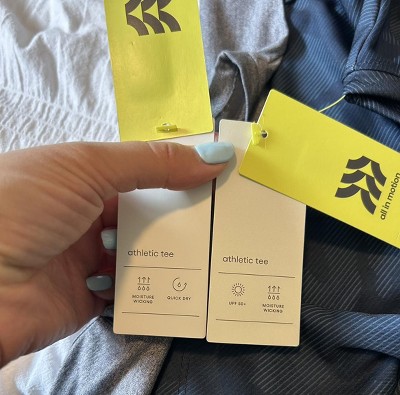 all in motion
athletic tee
MOISTURE
WICKING
QUICK DRY
athletic tee
UPF 50+
MOISTURE
WICKING